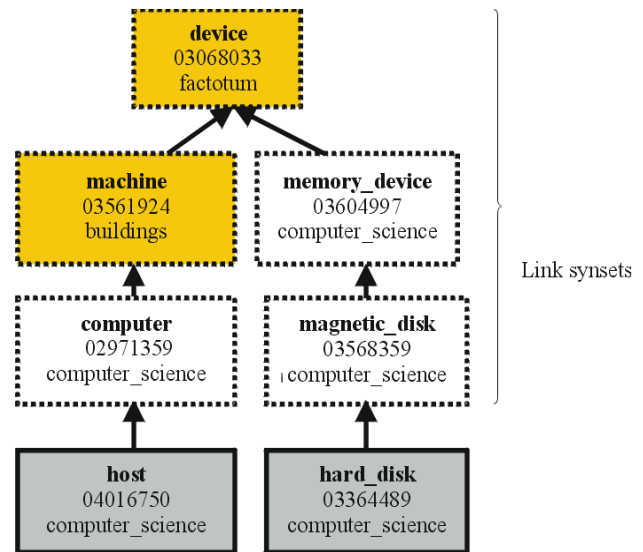 device
03068033
factotum
machine
03561924
buildings
memory_device
03604997
computer_science
Link synsets
computer
02971359
computer_science
magnetic_disk
03568359
computer_science
host
04016750
computer_science
hard_disk
03364489
computer_science